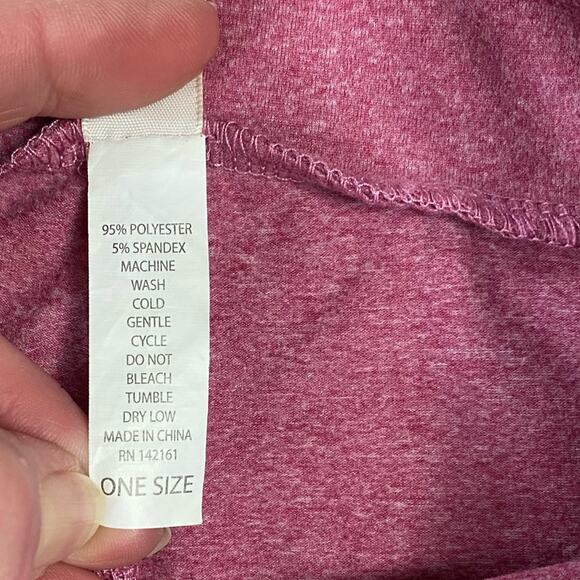 95% POLYESTER
5% SPANDEX
MACHINE
WASH
COLD
GENTLE
CYCLE
DO NOT
BLEACH
TUMBLE
DRY LOW
MADE IN CHINA
RN 142161
ONE SIZE